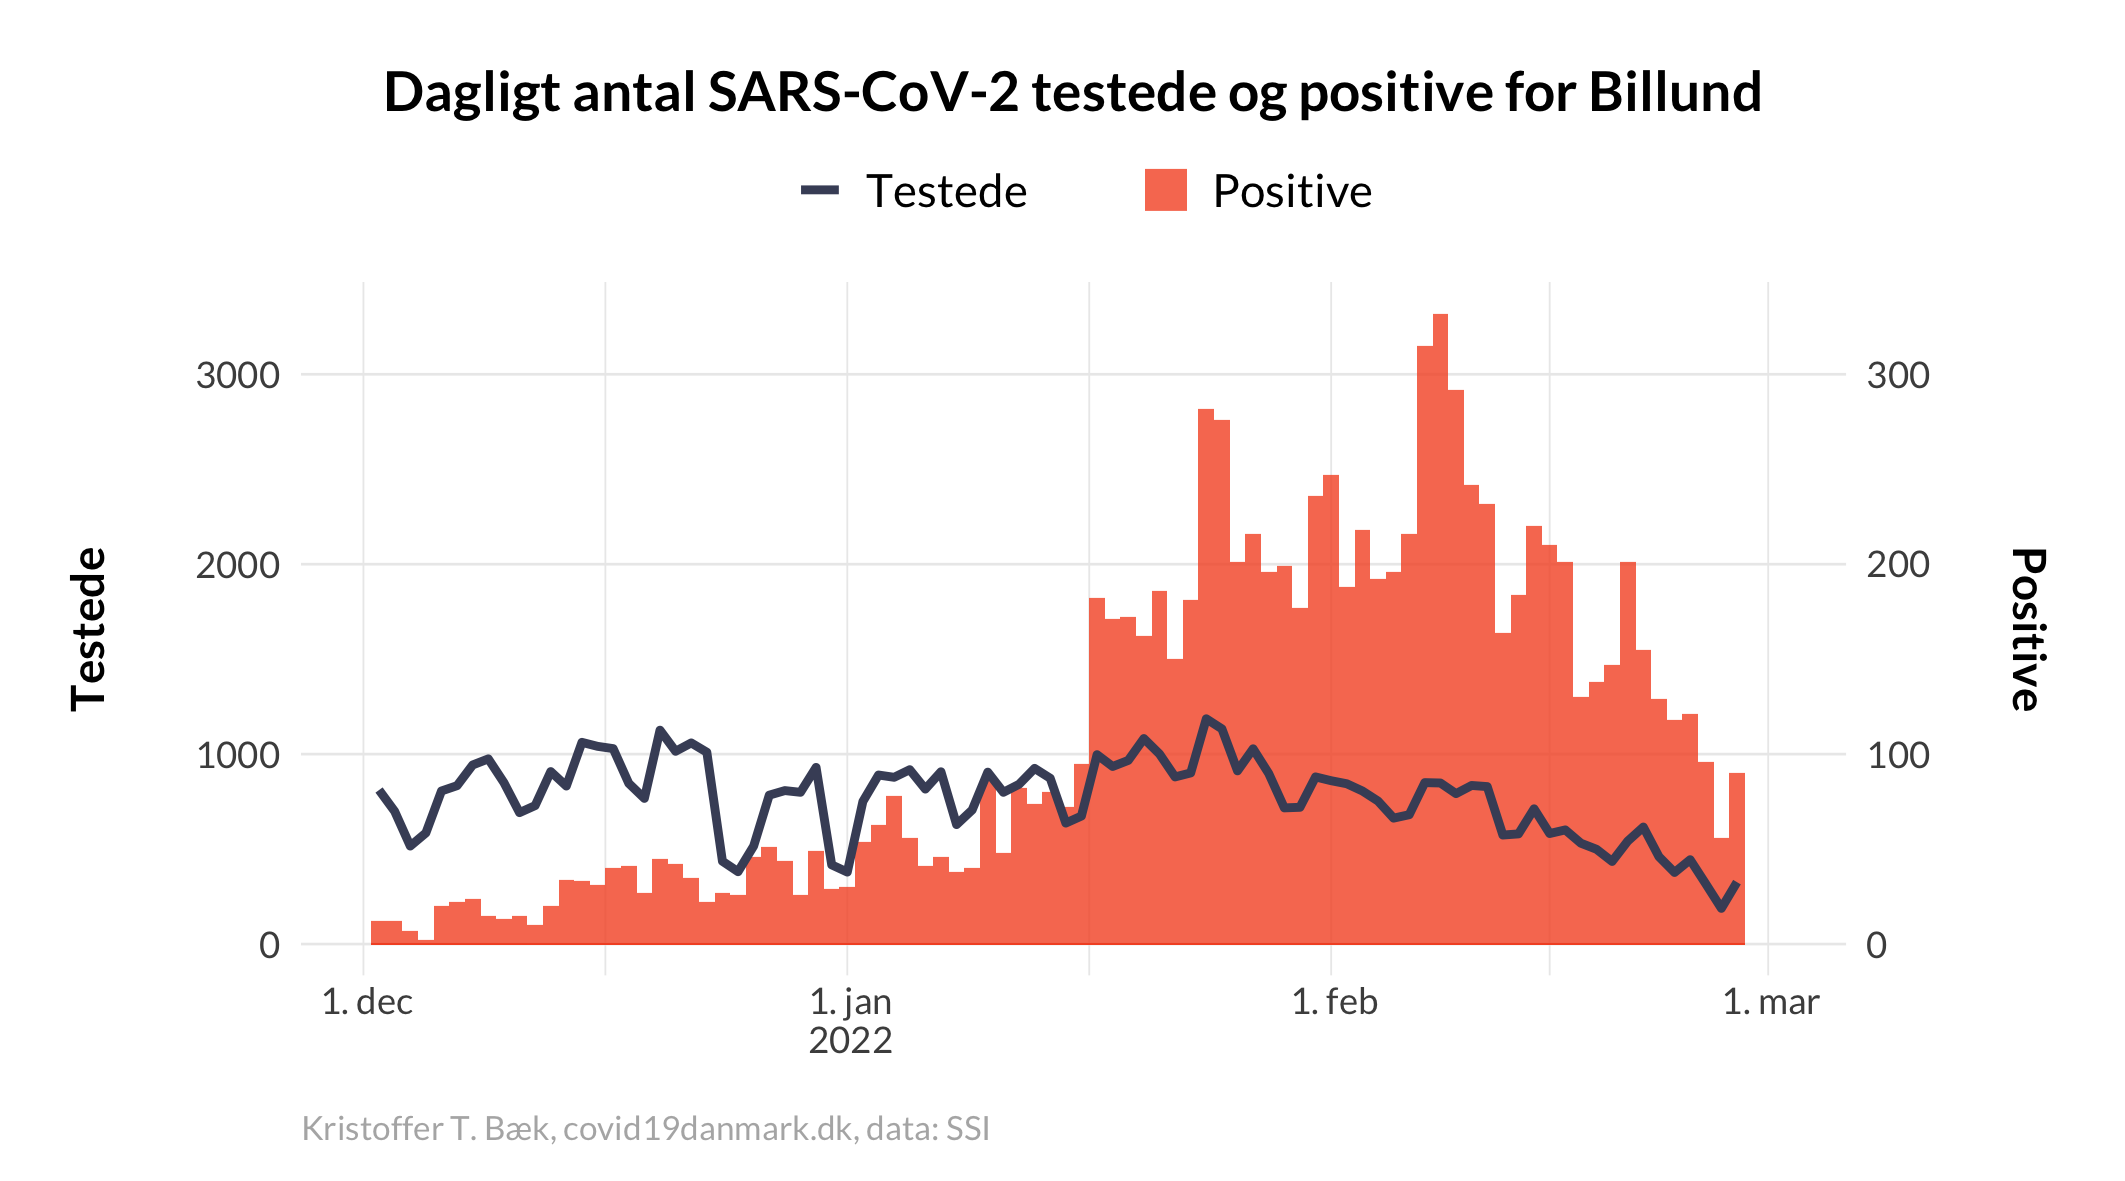 Dagligt antal SARS-CoV-2 testede og positive for Billund
Testede
Positive
3000
2000
1000
0
Testede
300
200
100
0
Positive
1. dec
1. jan
2022
1. feb
1. mar
Kristoffer T. Bæk, covid19danmark.dk, data: SSI